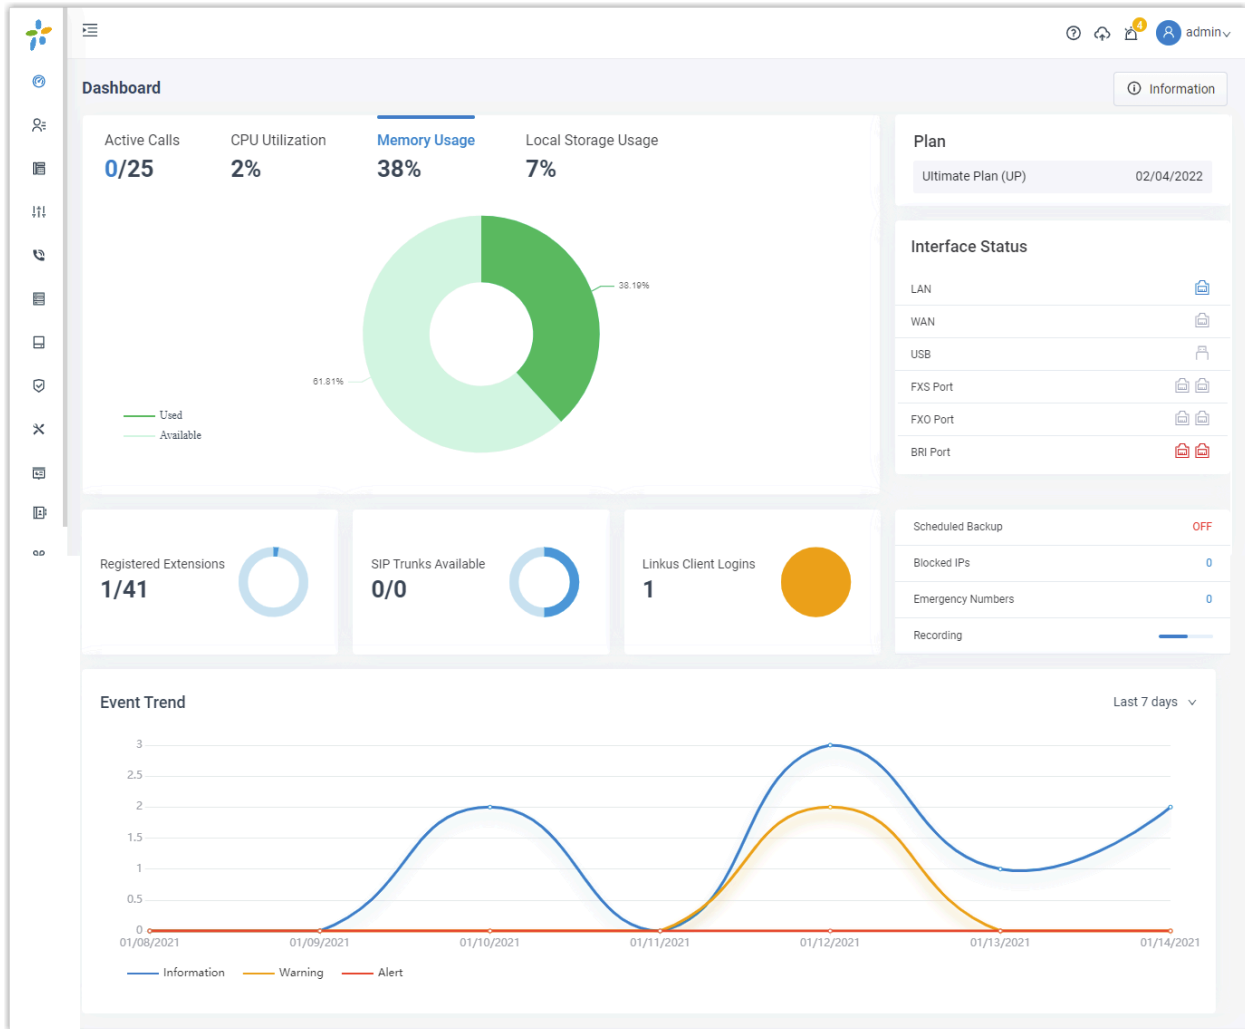 4
admin
Dashboard
Information
Active Calls
0/25
CPU Utilization
2%
Memory Usage
38%
Local Storage Usage
7%
38.19%
61.81%
Used
Available
Plan
Ultimate Plan (UP) 02/04/2022
Interface Status
LAN
WAN
USB
FXS Port
FXO Port
BRI Port
Registered Extensions
1/41
SIP Trunks Available
0/0
Linkus Client Logins
1
Scheduled Backup OFF
Blocked IPs 0
Emergency Numbers 0
Recording
Event Trend
Last 7 days
3
2.5
2
1.5
1
0.5
0
01/08/2021 01/09/2021 01/10/2021 01/11/2021 01/12/2021 01/13/2021 01/14/2021
Information Warning Alert